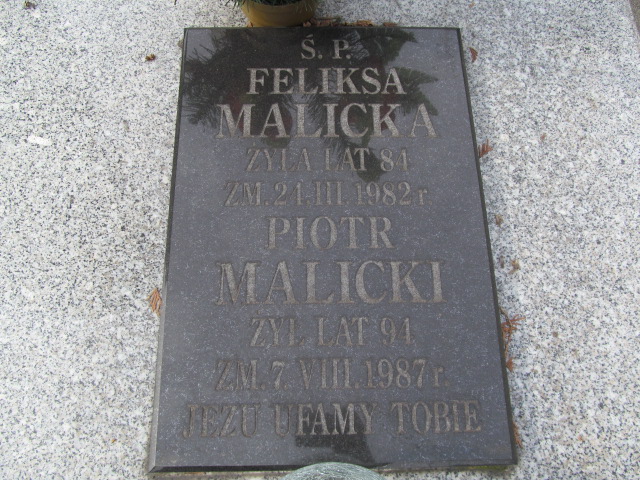 Ś. P.
FELIKSA
MALICKA
ŻYŁA LAT 84
ZM. 24. III. 1982 r.
PIOTR
MALICKI
ŻYŁ LAT 94
ZM. 7. VIII. 1987 r.
JEZU UFAMY TOBIE